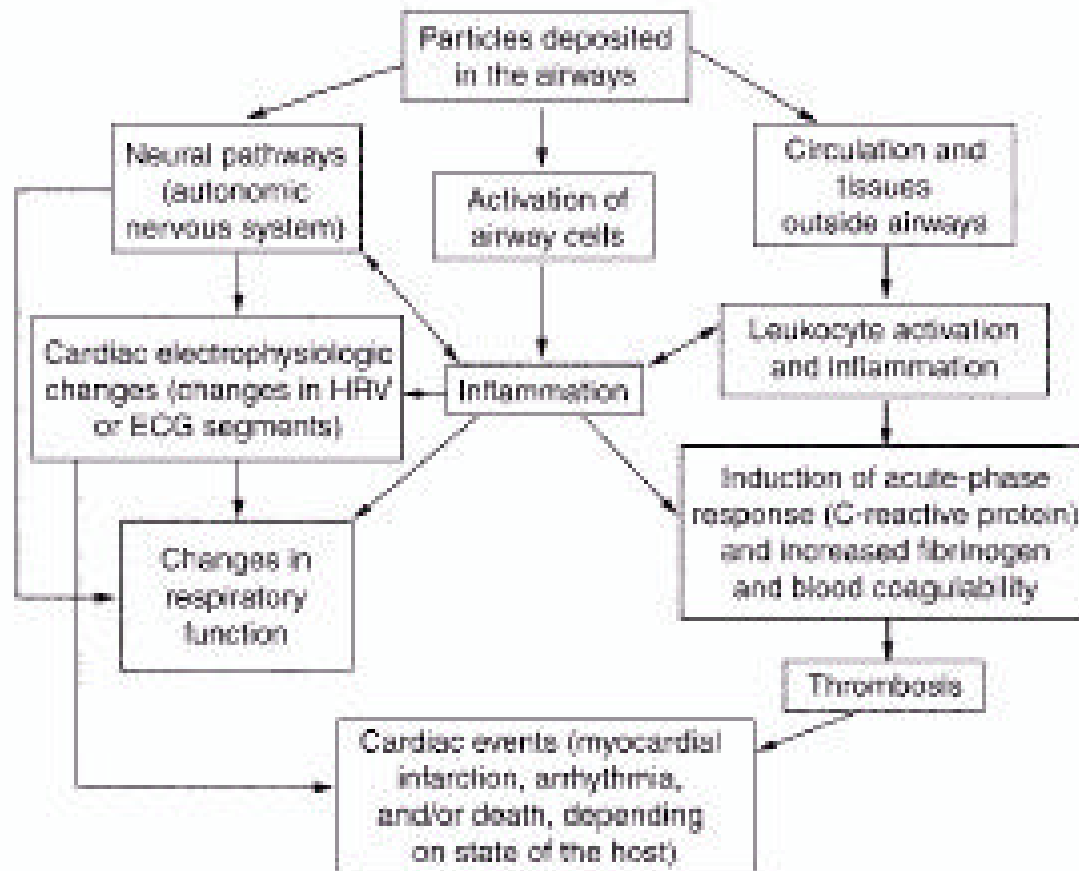 Particles deposited
in the airways
Neural pathways
(autonomic
nervous system)
Activation of
airway cells
Circulation and
tissues
outside airways
Cardiac electrophysiologic
changes (changes in HRV
or ECG segments)
Inflammation
Leukocyte activation
and inflammation
Changes in
respiratory
function
Induction of acute-phase
response (C-reactive protein)
and increased fibrinogen
and blood coagulability
Thrombosis
Cardiac events (myocardial
infarction, arrhythmia,
and/or death, depending
on state of the host)